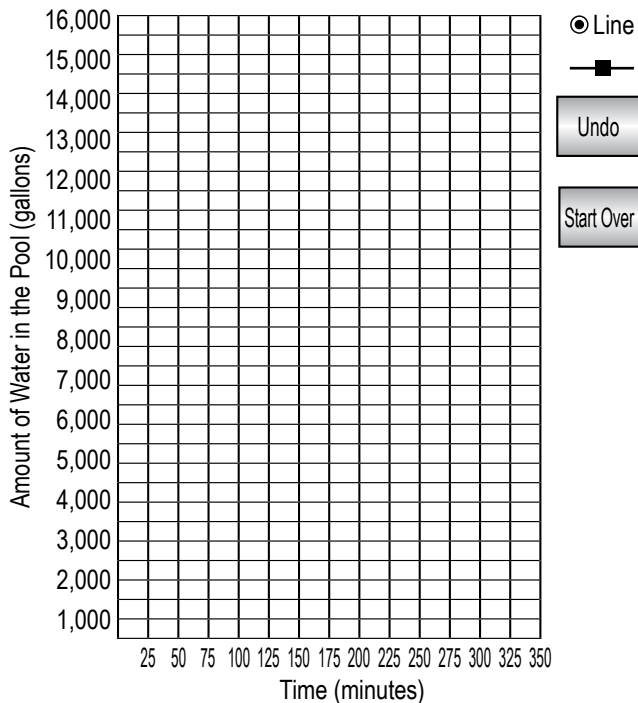 16,000
15,000
14,000
13,000
12,000
11,000
10,000
9,000
8,000
7,000
6,000
5,000
4,000
3,000
2,000
1,000
Amount of Water in the Pool (gallons)
25 50 75 100 125 150 175 200 225 250 275 300 325 350
Time (minutes)
Line
Undo
Start Over